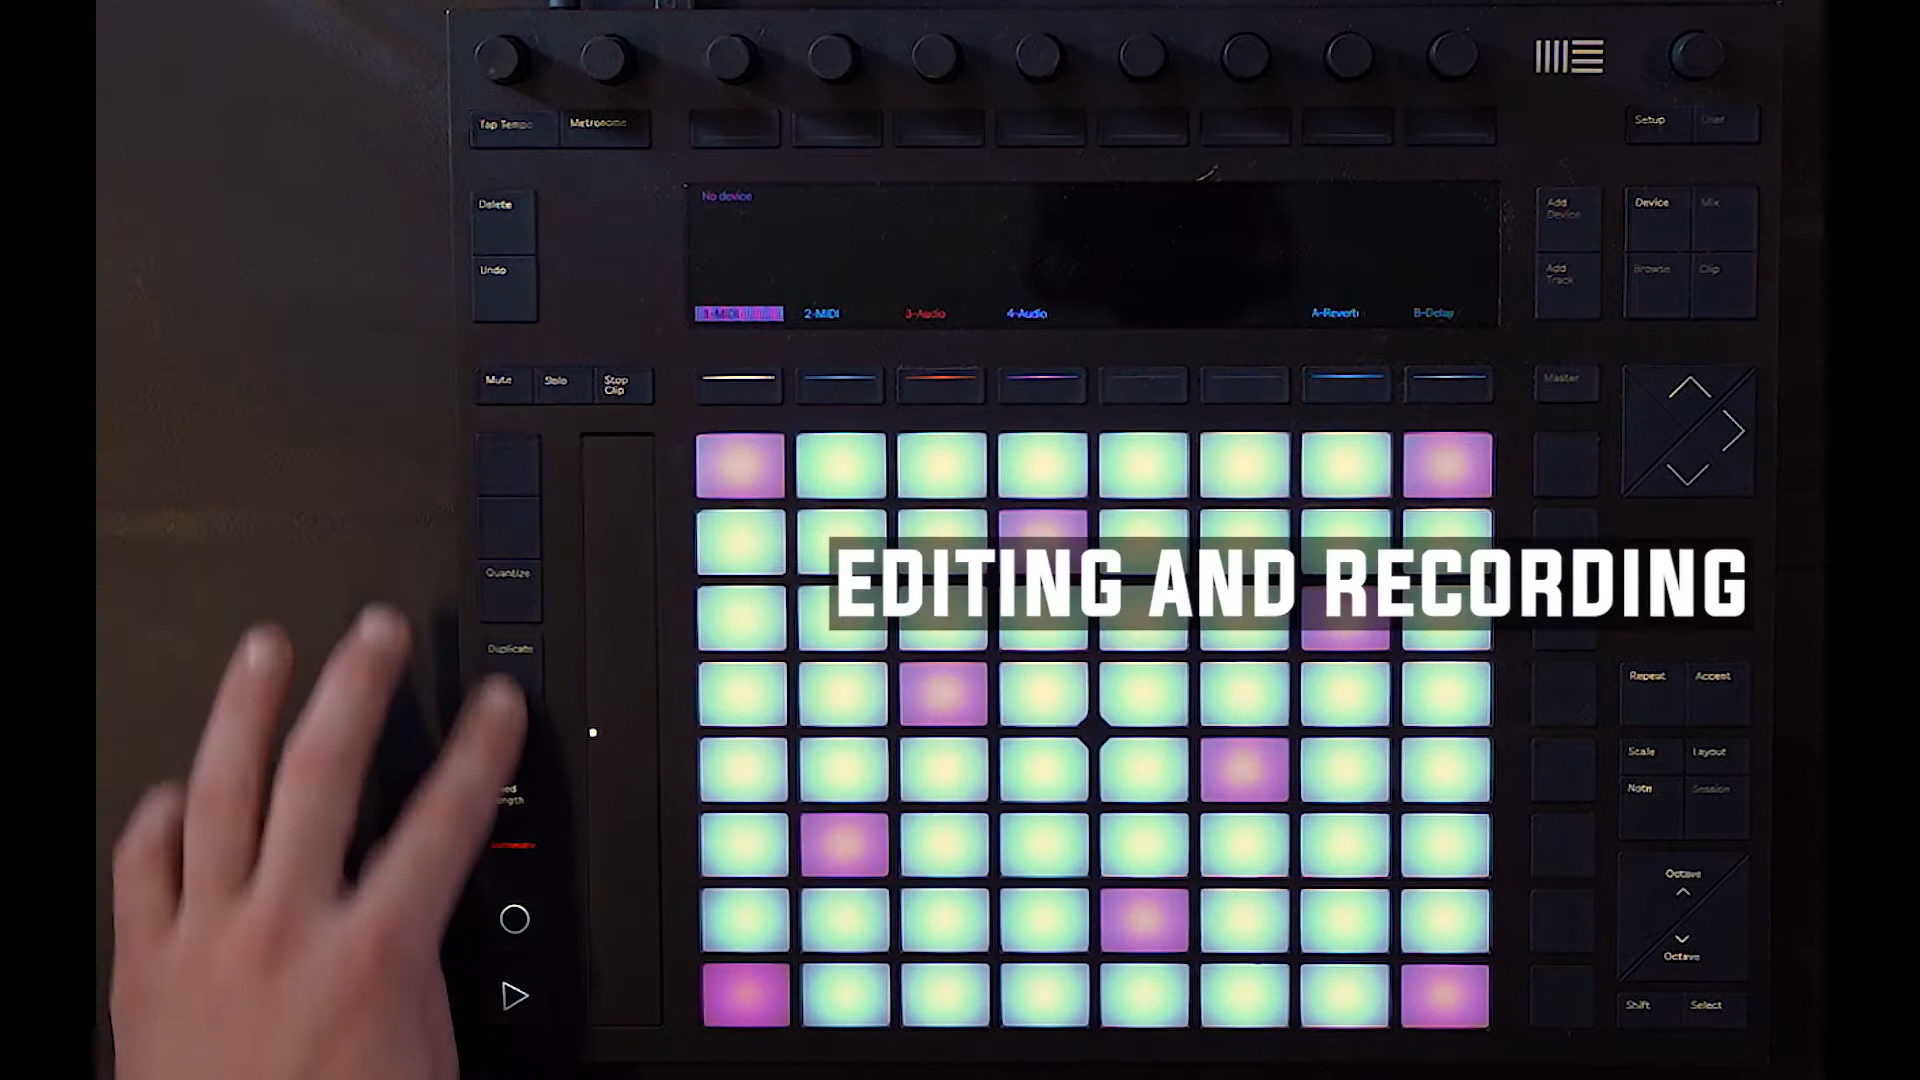 Tap Tempo Metronome
Setup User
Delete
Undo
No device
2-MIDI 3-Audio 4-Audio A-Reverb B-Delay
Add
Device
Add
Track
Device Mix
Browse Clip
Mute Solo Stop
Clip
Master
Quantize
Duplicate
EDITING AND RECORDING
Repeat Accent
Scale Layout
Note Session
Automate
Octave
Octave
Shift Select